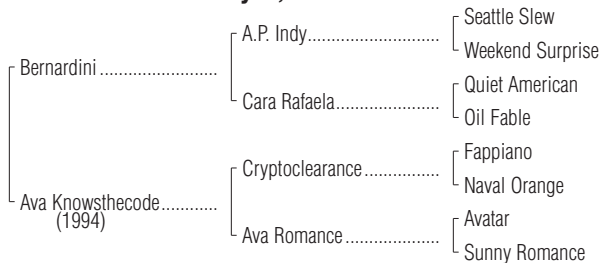 Seattle Slew
A.P. Indy
Weekend Surprise
Bernardini
Quiet American
Cara Rafaela
Oil Fable
Fappiano
Cryptoclearance
Naval Orange
Ava Knowsthecode
(1994)
Avatar
Ava Romance
Sunny Romance